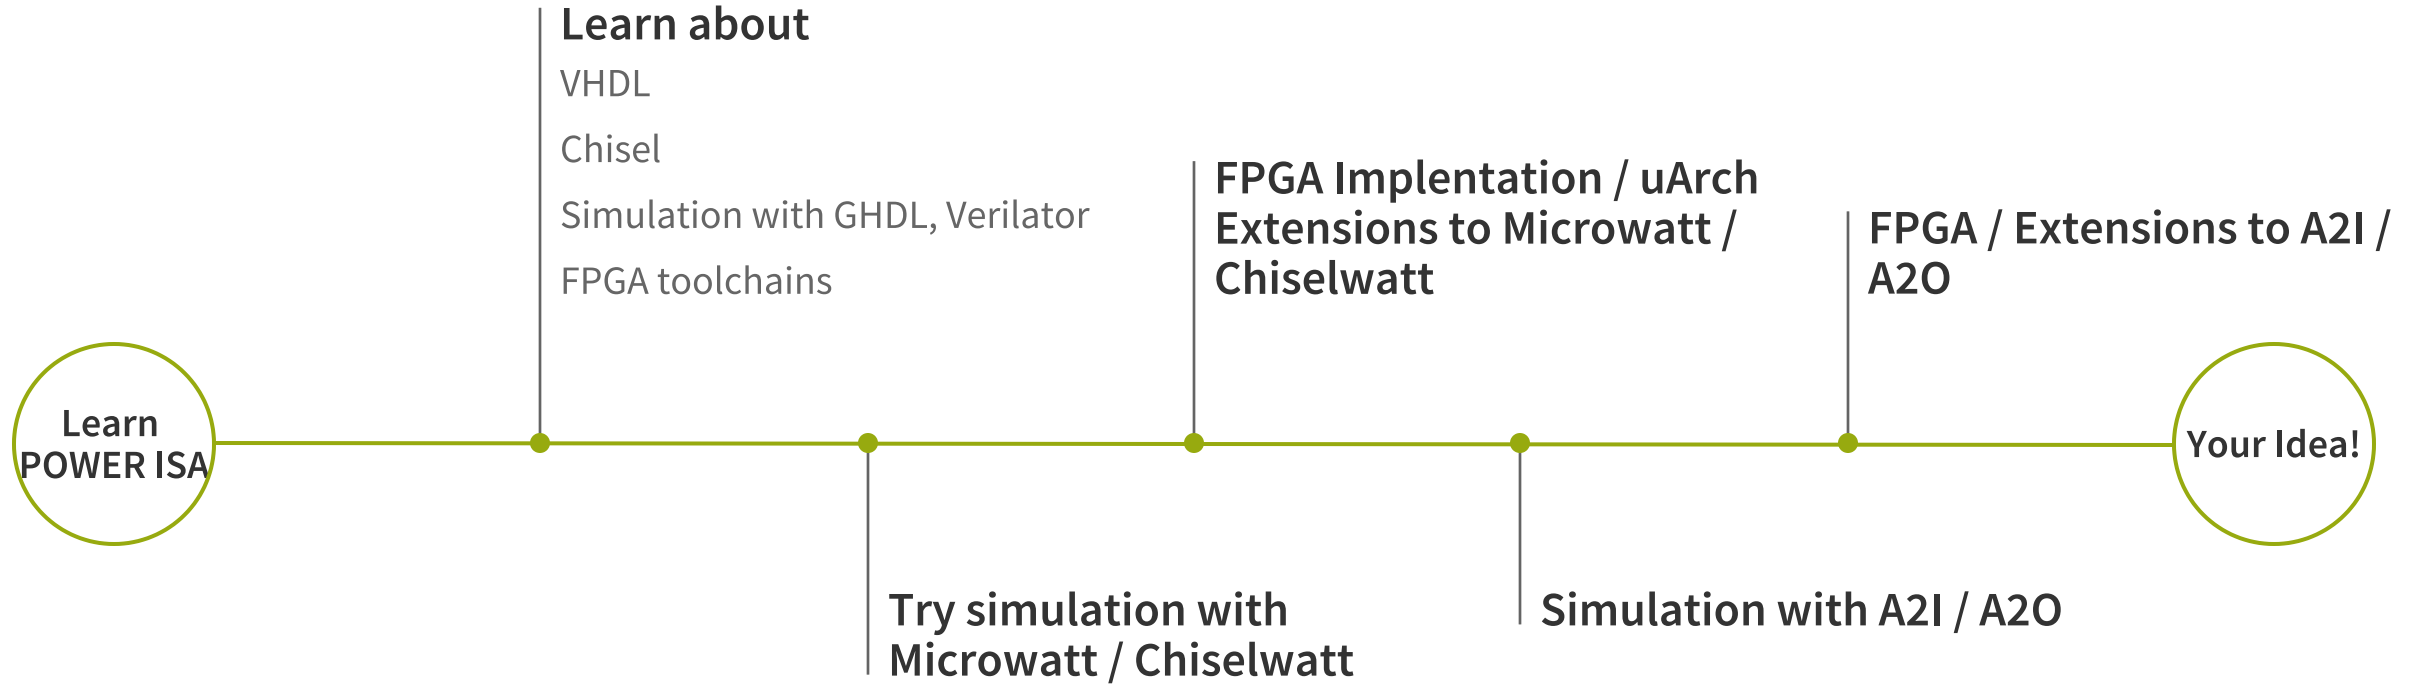 Learn
POWER ISA
Learn about
VHDL
Chisel
Simulation with GHDL, Verilator
FPGA toolchains
Try simulation with
Microwatt / Chiselwatt
FPGA Implentation / uArch
Extensions to Microwatt /
Chiselwatt
Simulation with A2I / A2O
FPGA / Extensions to A2I /
A2O
Your Idea!